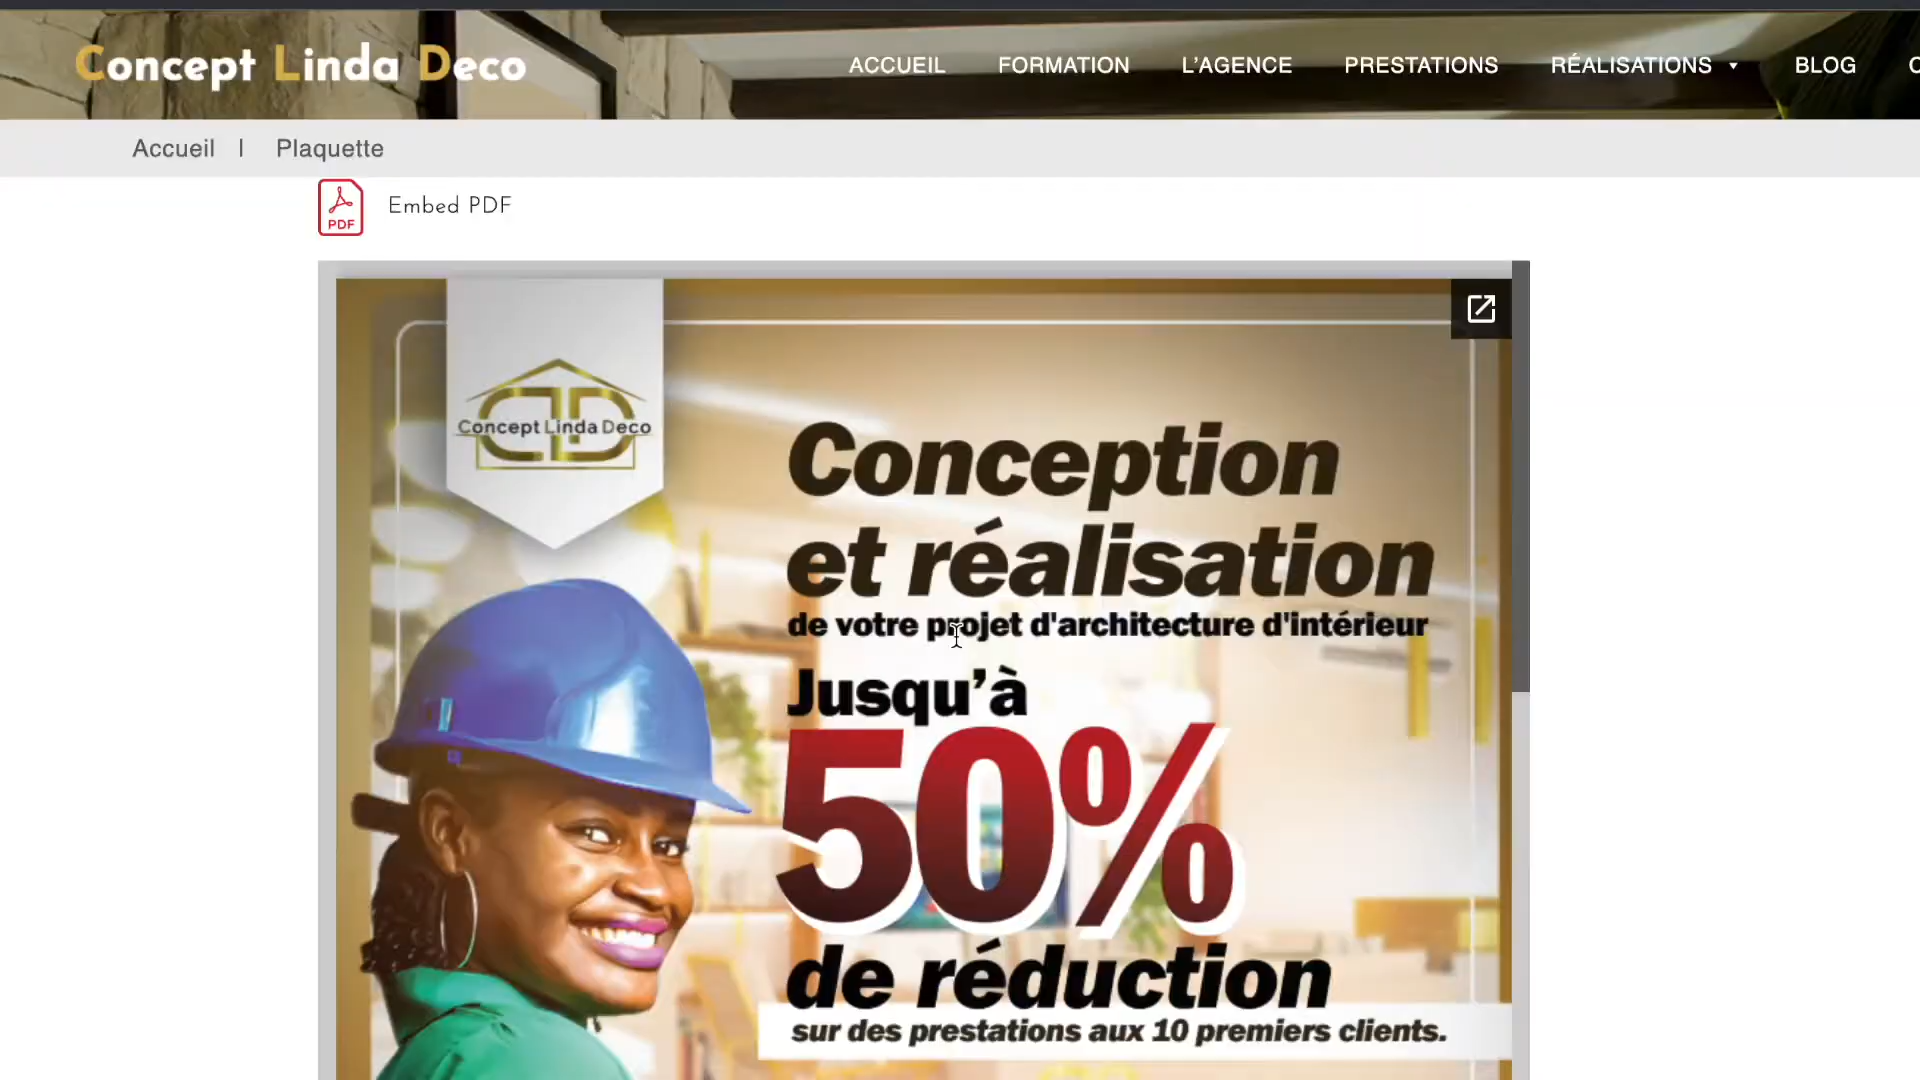 Concept Linda Deco
ACCUEIL FORMATION L'AGENCE PRESTATIONS RÉALISATIONS BLOG
Accueil | Plaquette
PDF
Embed PDF
Concept Linda Deco
Conception
et réalisation
de votre projet d'architecture d'intérieur
Jusqu'à
50%
de réduction
sur des prestations aux 10 premiers clients.